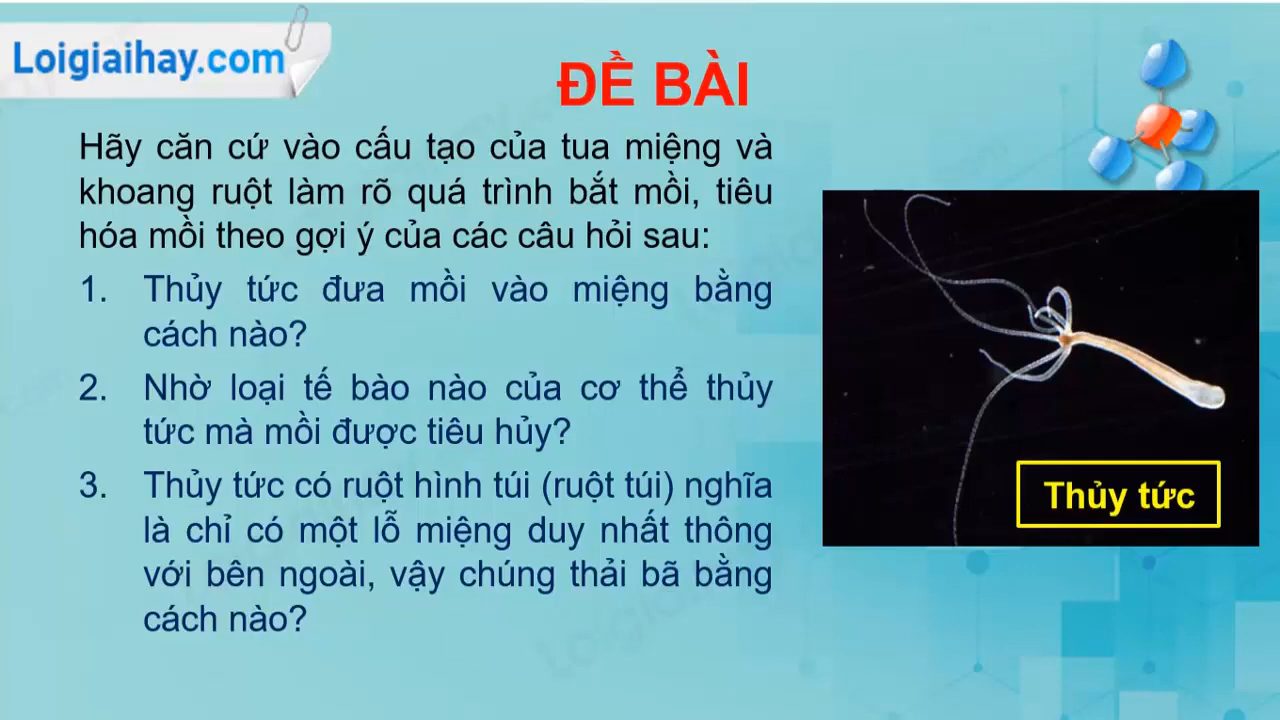 Loigiaihay.com
ĐỀ BÀI
Hãy căn cứ vào cấu tạo của tua miệng và
khoang ruột làm rõ quá trình bắt mồi, tiêu
hóa mồi theo gợi ý của các câu hỏi sau:
1. Thủy tức đưa mồi vào miệng bằng
cách nào?
2. Nhờ loại tế bào nào của cơ thể thủy
tức mà mồi được tiêu hủy?
3. Thủy tức có ruột hình túi (ruột túi) nghĩa
là chỉ có một lỗ miệng duy nhất thông
với bên ngoài, vậy chúng thải bã bằng
cách nào?
Thủy tức